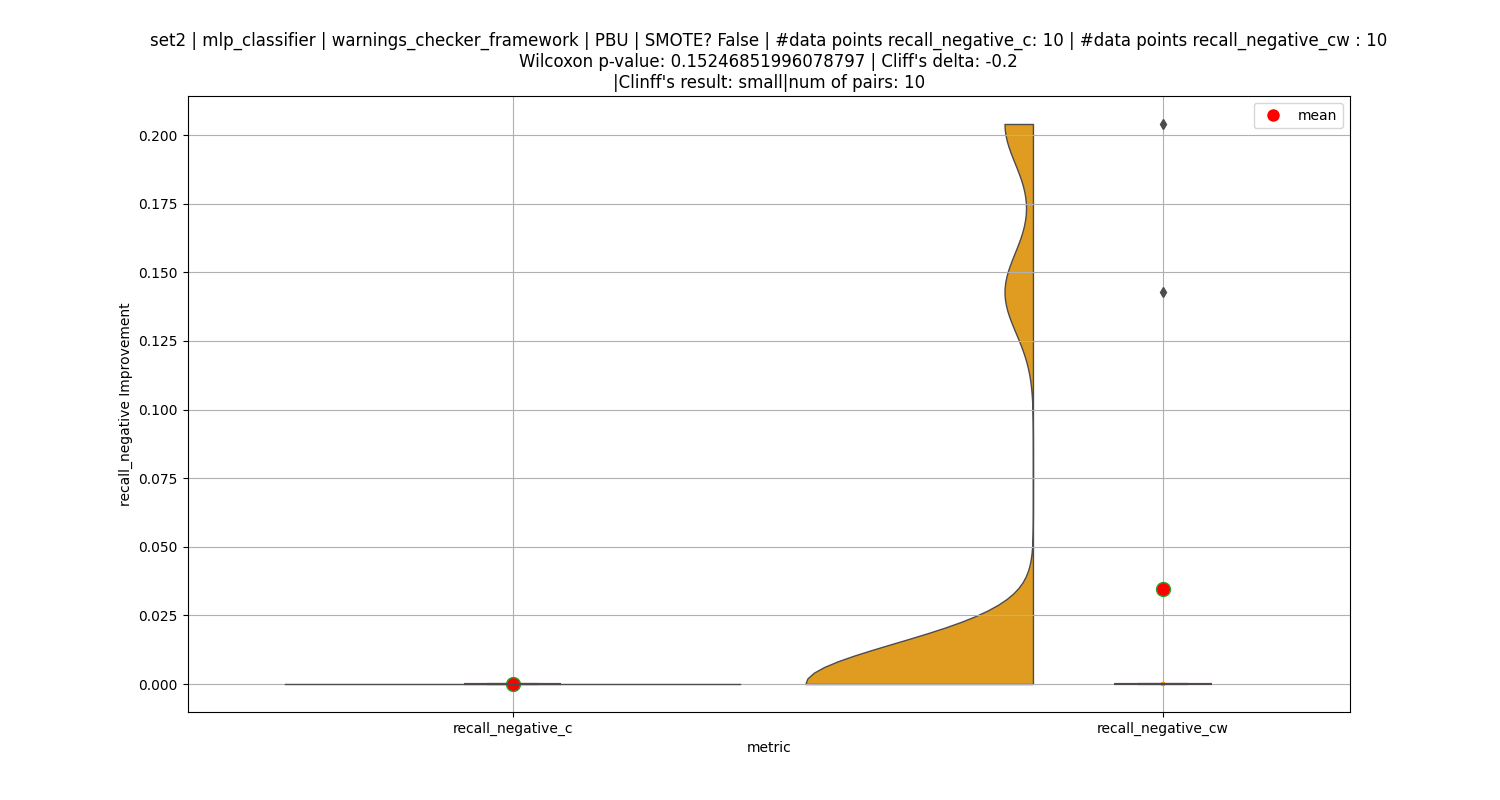 set2 | mlp_classifier | warnings_checker_framework | PBU | SMOTE? False | #data points recall_negative_c: 10 | #data points recall_negative_cw : 10
Wilcoxon p-value: 0.15246851996078797 | Cliff's delta: -0.2
|Clinff's result: small|num of pairs: 10
mean
0.200
0.175
0.150
0.125
0.100
0.075
0.050
0.025
0.000
recall_negative Improvement
recall_negative_c
recall_negative_cw
metric